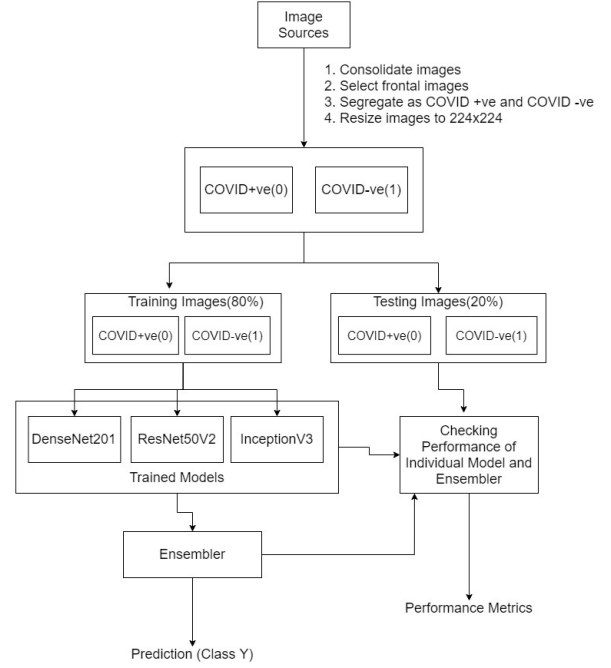 Image
Sources
1. Consolidate images
2. Select frontal images
3. Segregate as COVID +ve and COVID -ve
4. Resize images to 224x224
COVID+ve(0)
COVID-ve(1)
Training Images(80%)
COVID+ve(0)
COVID-ve(1)
Testing Images(20%)
COVID+ve(0)
COVID-ve(1)
DenseNet201
ResNet50V2
InceptionV3
Trained Models
Checking
Performance of
Individual Model and
Ensembler
Ensembler
Performance Metrics
Prediction (Class Y)